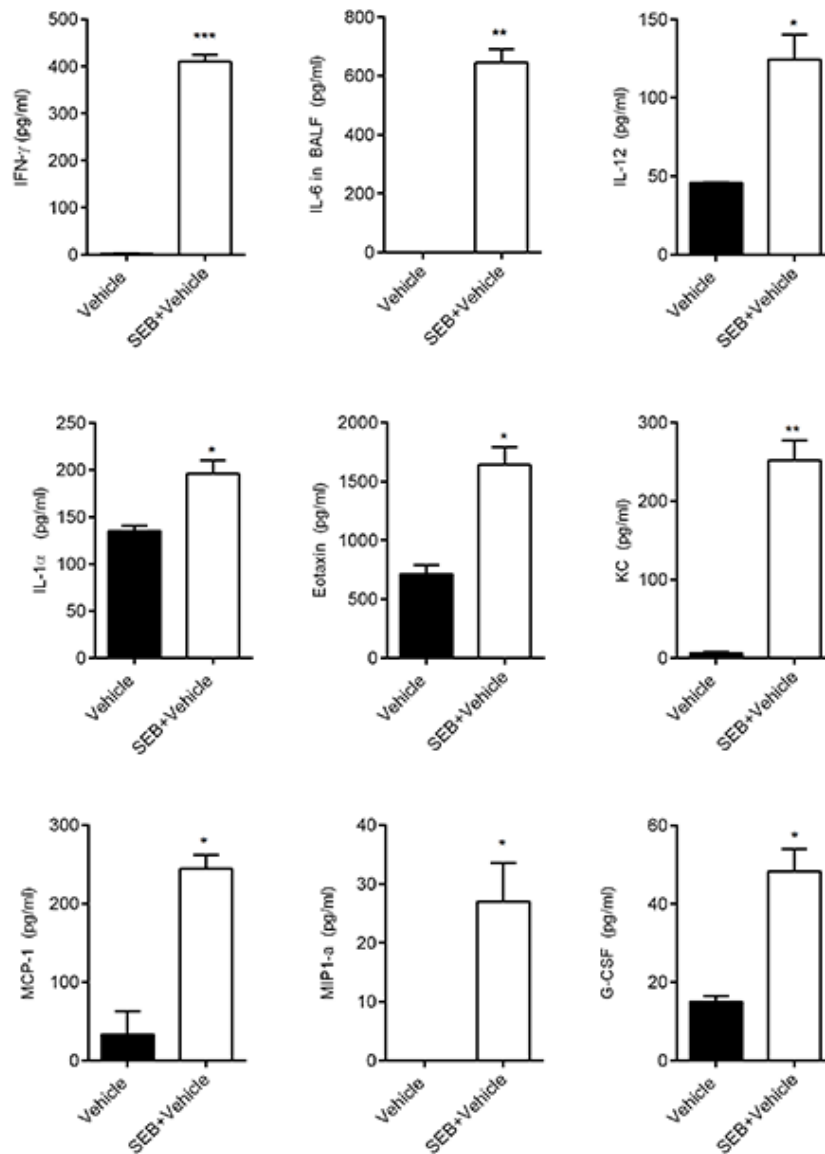 IFN-γ (pg/ml)
500
400
300
200
100
0
***
Vehicle
SEB+Vehicle
IL-6 in BALF (pg/ml)
800
600
400
200
0
**
Vehicle
SEB+Vehicle
IL-12 (pg/ml)
150
100
50
0
*
Vehicle
SEB+Vehicle
IL-1α (pg/ml)
250
200
150
100
50
0
*
Vehicle
SEB+Vehicle
Eotaxin (pg/ml)
2000
1500
1000
500
0
*
Vehicle
SEB+Vehicle
KC (pg/ml)
300
200
100
0
**
Vehicle
SEB+Vehicle
MCP-1 (pg/ml)
300
200
100
0
*
Vehicle
SEB+Vehicle
MIP1-a (pg/ml)
40
30
20
10
0
*
Vehicle
SEB+Vehicle
G-CSF (pg/ml)
60
40
20
0
*
Vehicle
SEB+Vehicle